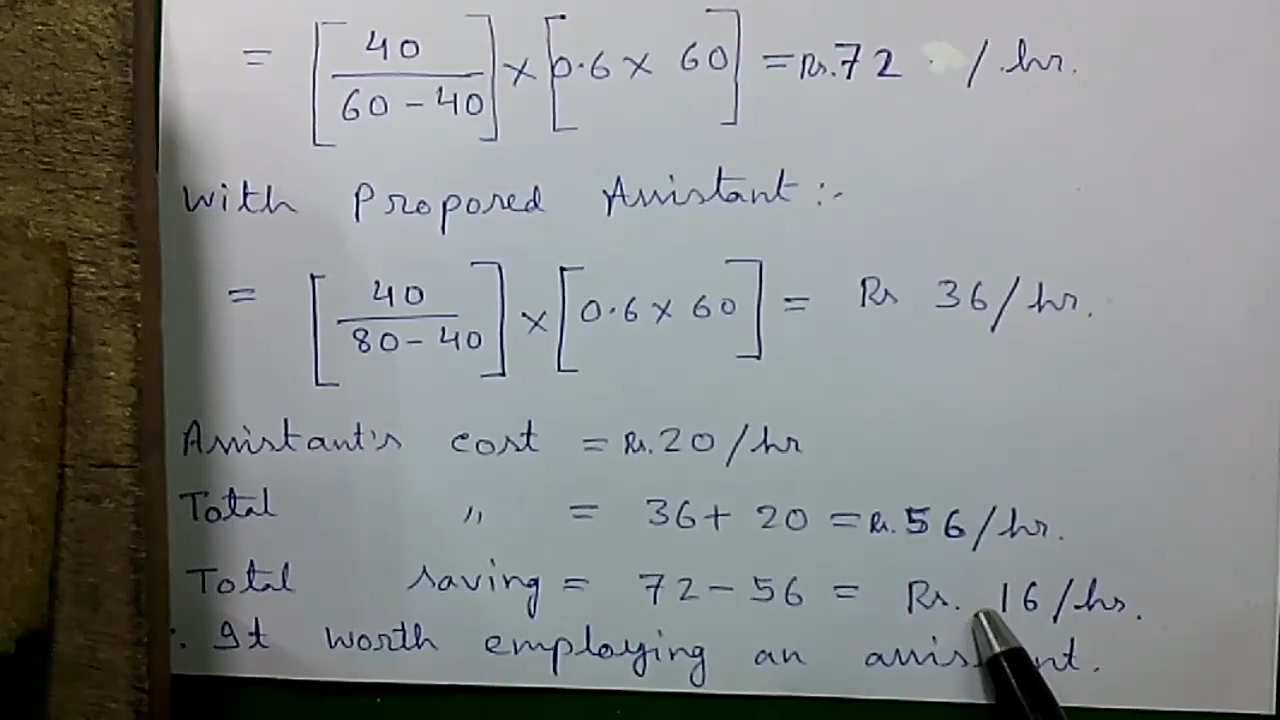 = [40 / 60 - 40] × [0.6 × 60] = Rs.72 /hr.
With Proposed Assistant :-
= [40 / 80 - 40] × [0.6 × 60] = Rs 36/hr.
Assistant's cost = Rs.20/hr
Total " = 36+ 20 = Rs.56/hr.
Total saving = 72 - 56 = Rs. 16/hr.
∴ It worth employing an assistant.